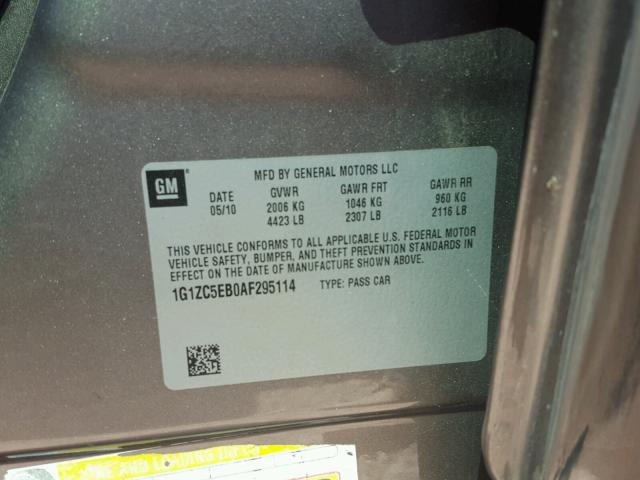 GM
MFD BY GENERAL MOTORS LLC
DATE GVWR GAWR FRT GAWR RR
05/10 2006 KG 1046 KG 960 KG
4423 LB 2307 LB 2116 LB
THIS VEHICLE CONFORMS TO ALL APPLICABLE U.S. FEDERAL MOTOR
VEHICLE SAFETY, BUMPER, AND THEFT PREVENTION STANDARDS IN
EFFECT ON THE DATE OF MANUFACTURE SHOWN ABOVE.
1G1ZC5EB0AF295114 TYPE: PASS CAR
AND LOADING